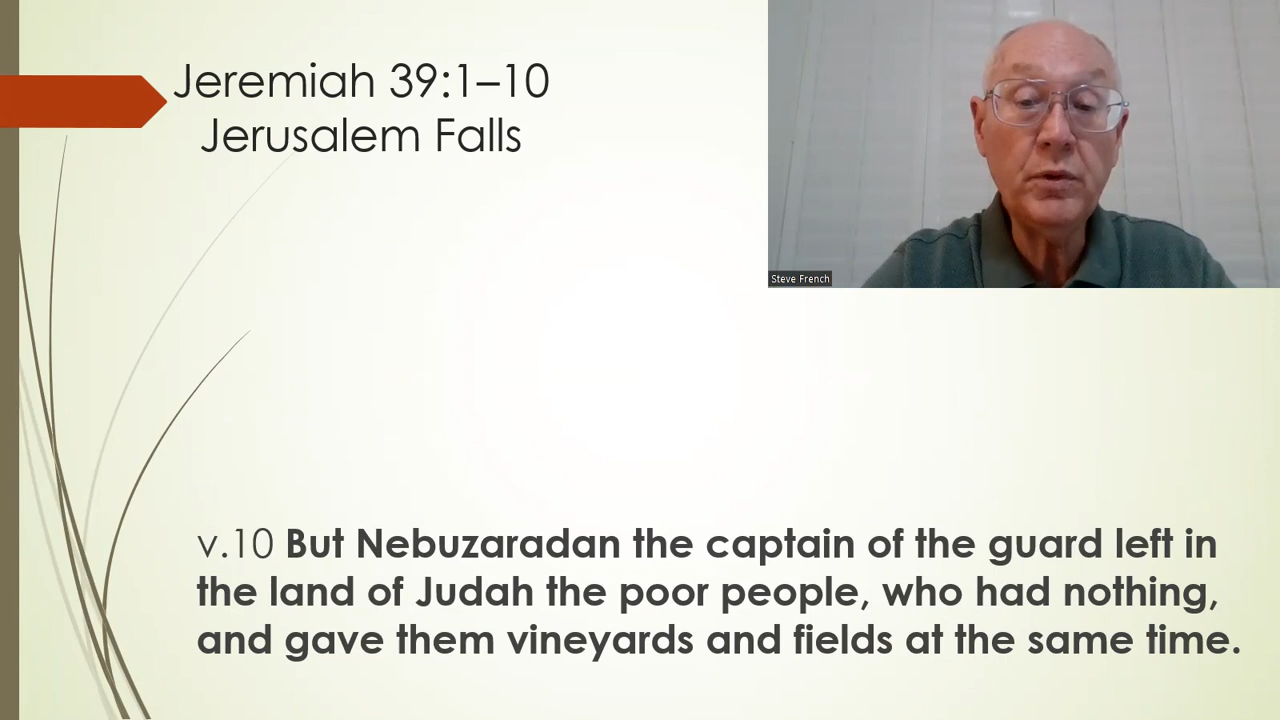 Jeremiah 39:1–10
Jerusalem Falls
Steve French
v.10 But Nebuzaradan the captain of the guard left in
the land of Judah the poor people, who had nothing,
and gave them vineyards and fields at the same time.